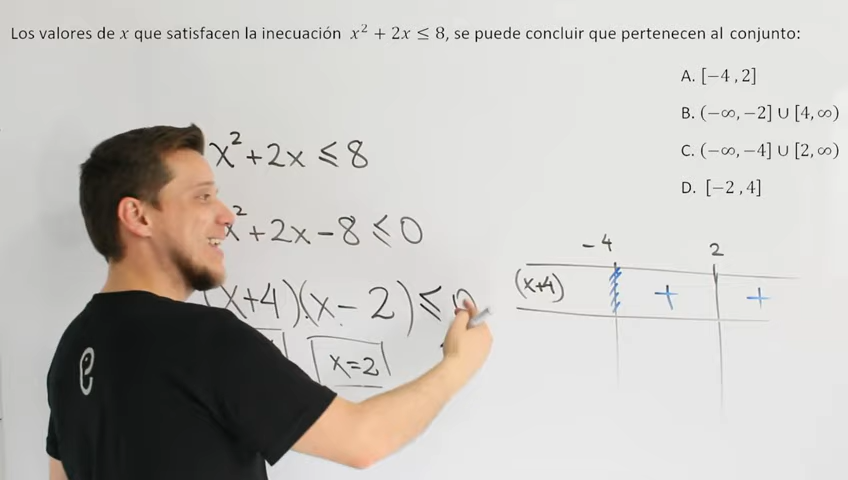 Los valores de x que satisfacen la inecuación x² + 2x ≤ 8, se puede concluir que pertenecen al conjunto:
A. [−4 , 2]
B. (−∞, −2] ∪ [4, ∞)
C. (−∞, −4] ∪ [2, ∞)
D. [−2 , 4]
x²+2x ≤ 8
x²+2x−8 ≤ 0
(x+4)(x−2) ≤ 0
x=2
−4 2
(x+4) + +